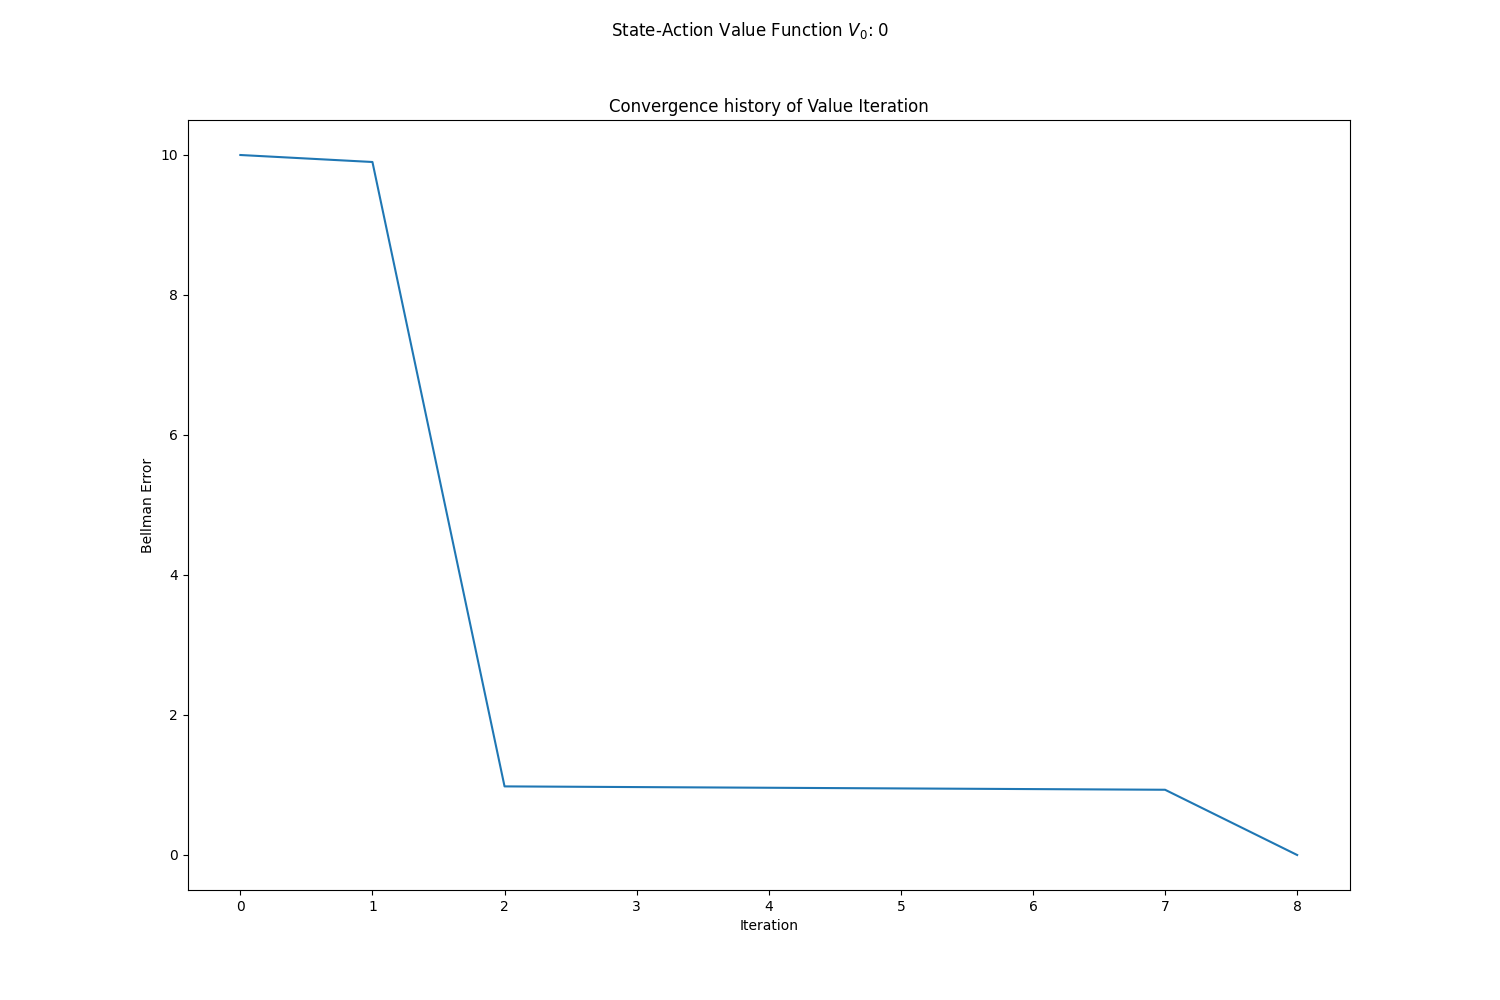 State-Action Value Function V₀: 0
Convergence history of Value Iteration
10
8
6
4
2
0
Bellman Error
0 1 2 3 4 5 6 7 8
Iteration